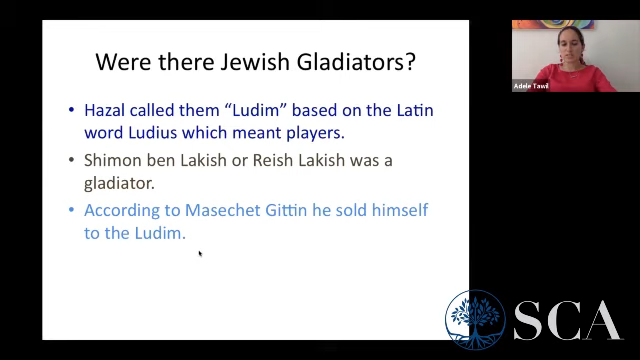 Were there Jewish Gladiators?
• Hazal called them “Ludim” based on the Latin
word Ludius which meant players.
• Shimon ben Lakish or Reish Lakish was a
gladiator.
• According to Masechet Gittin he sold himself
to the Ludim.
Adele Tawil
SCA